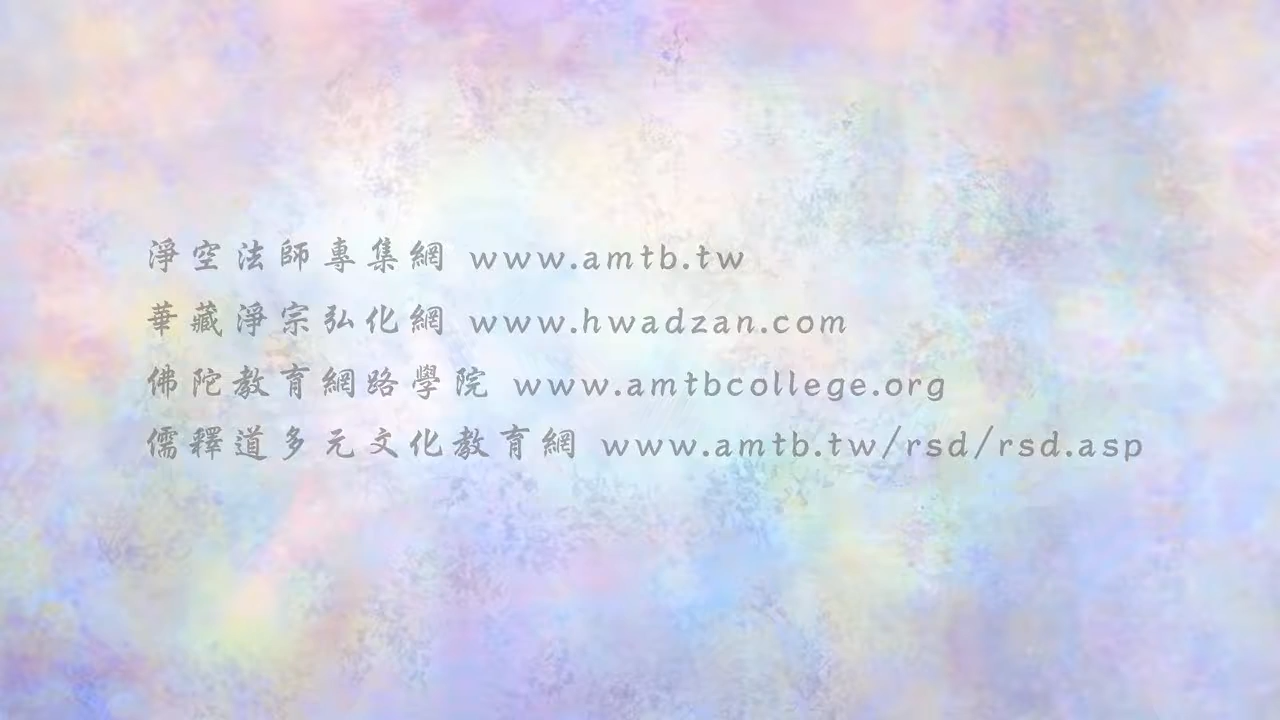 淨空法師專集網 www.amtb.tw
華藏淨宗弘化網 www.hwadzan.com
佛陀教育網路學院 www.amtbcollege.org
儒釋道多元文化教育網 www.amtb.tw/rsd/rsd.asp